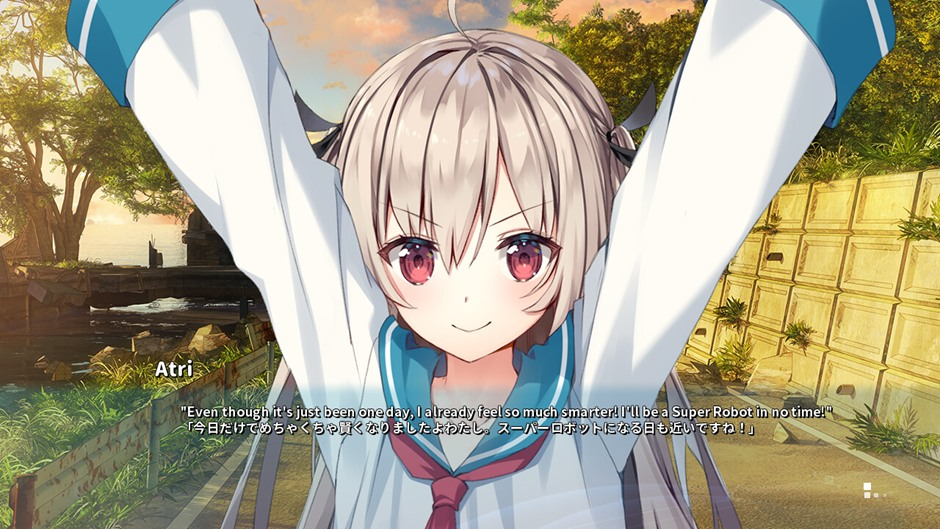 Atri
"Even though it's just been one day, I already feel so much smarter! I'll be a Super Robot in no time!"
「今日だけでめちゃくちゃ賢くなりましたよわたし。スーパーロボットになる日も近いですね！」